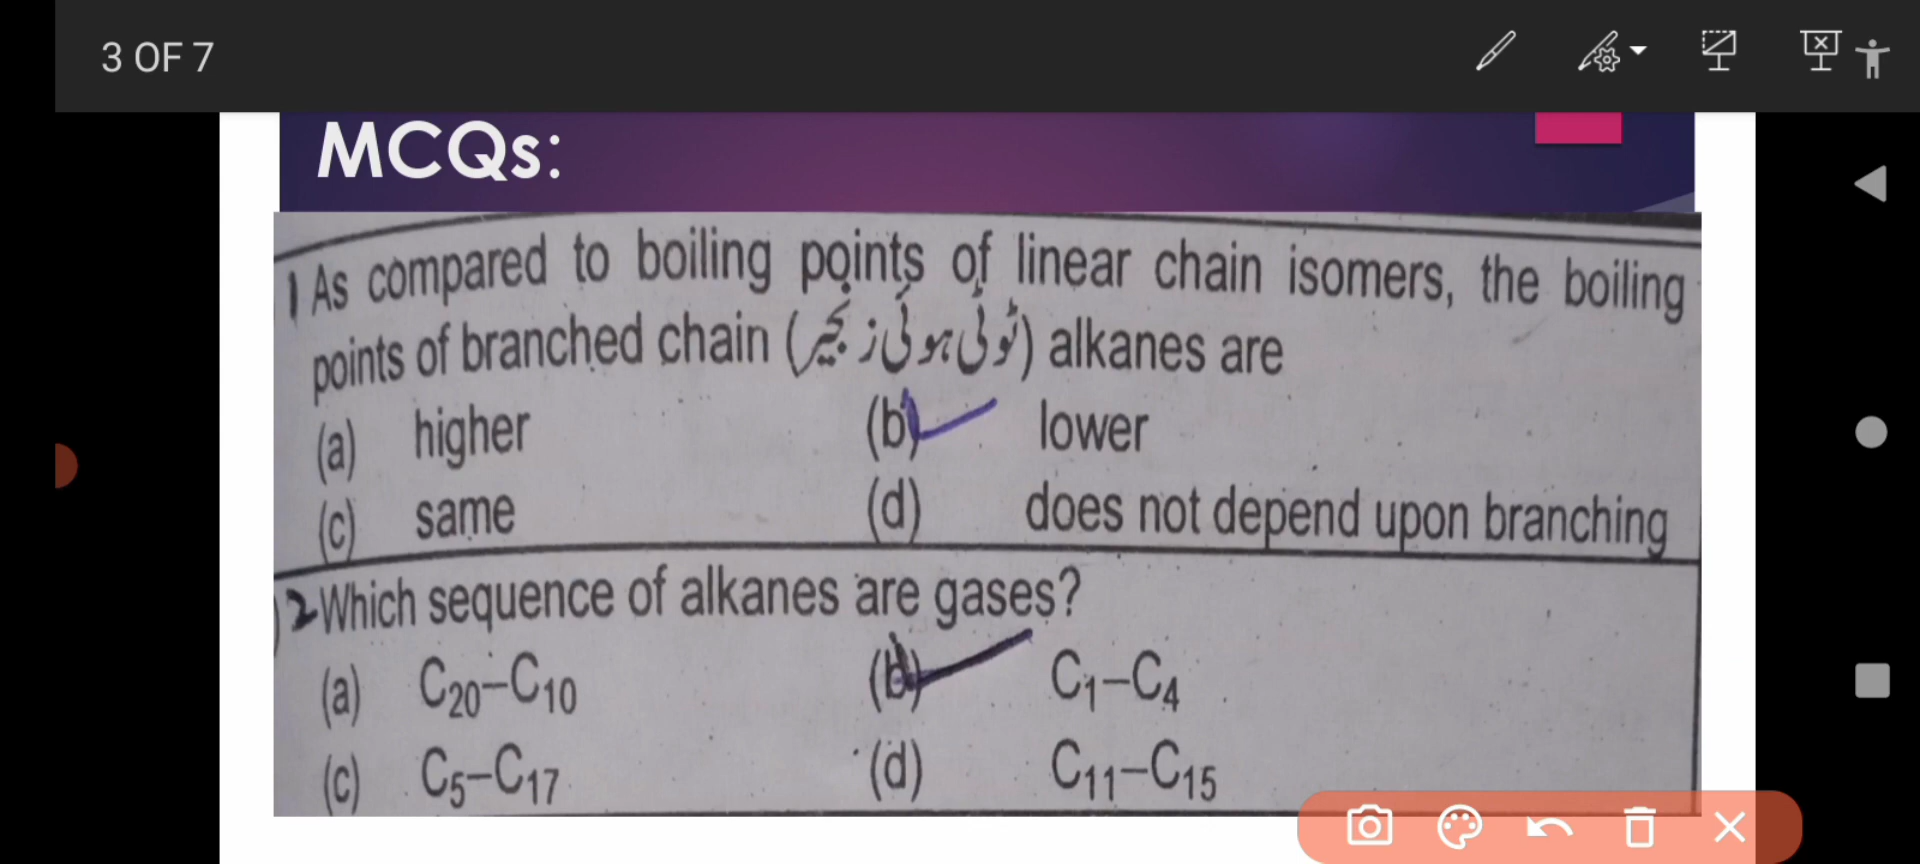 3 OF 7
MCQs:
1 As compared to boiling points of linear chain isomers, the boiling
points of branched chain (ٹوٹی ہوئی زنجیر) alkanes are
(a) higher (b) lower
(c) same (d) does not depend upon branching
2 Which sequence of alkanes are gases?
(a) C₂₀–C₁₀ (b) C₁–C₄
(c) C₅–C₁₇ (d) C₁₁–C₁₅